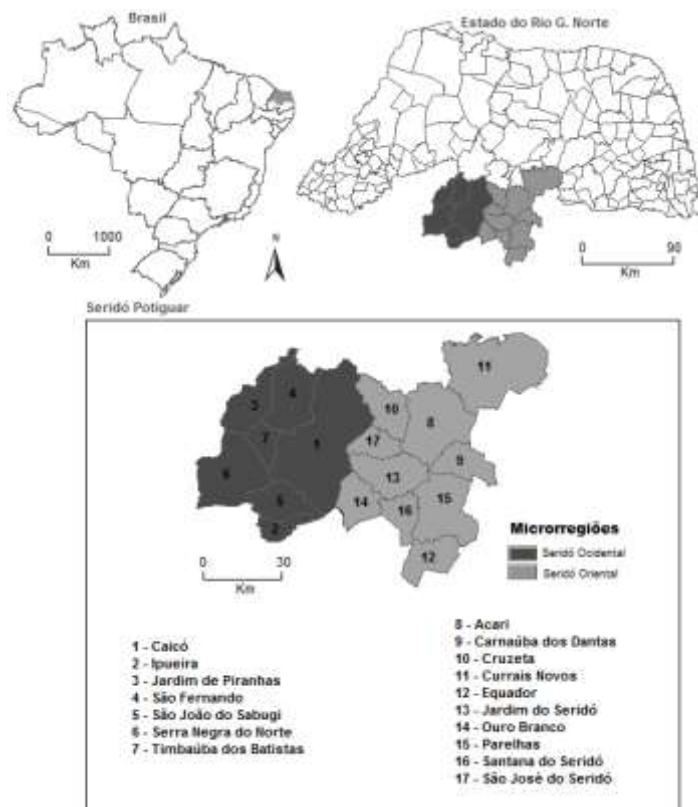 Brasil
Estado do Rio G. Norte
0 1000
Km
N
0 90
Km
Seridó Potiguar
11
3
4
10
8
7
1
17
9
6
13
5
14
16
15
2
12
Microrregiões
Seridó Ocidental
Seridó Oriental
0 30
Km
1 - Caicó
2 - Ipueira
3 - Jardim de Piranhas
4 - São Fernando
5 - São João do Sabugi
6 - Serra Negra do Norte
7 - Timbaúba dos Batistas
8 - Acari
9 - Carnaúba dos Dantas
10 - Cruzeta
11 - Currais Novos
12 - Equador
13 - Jardim do Seridó
14 - Ouro Branco
15 - Parelhas
16 - Santana do Seridó
17 - São José do Seridó